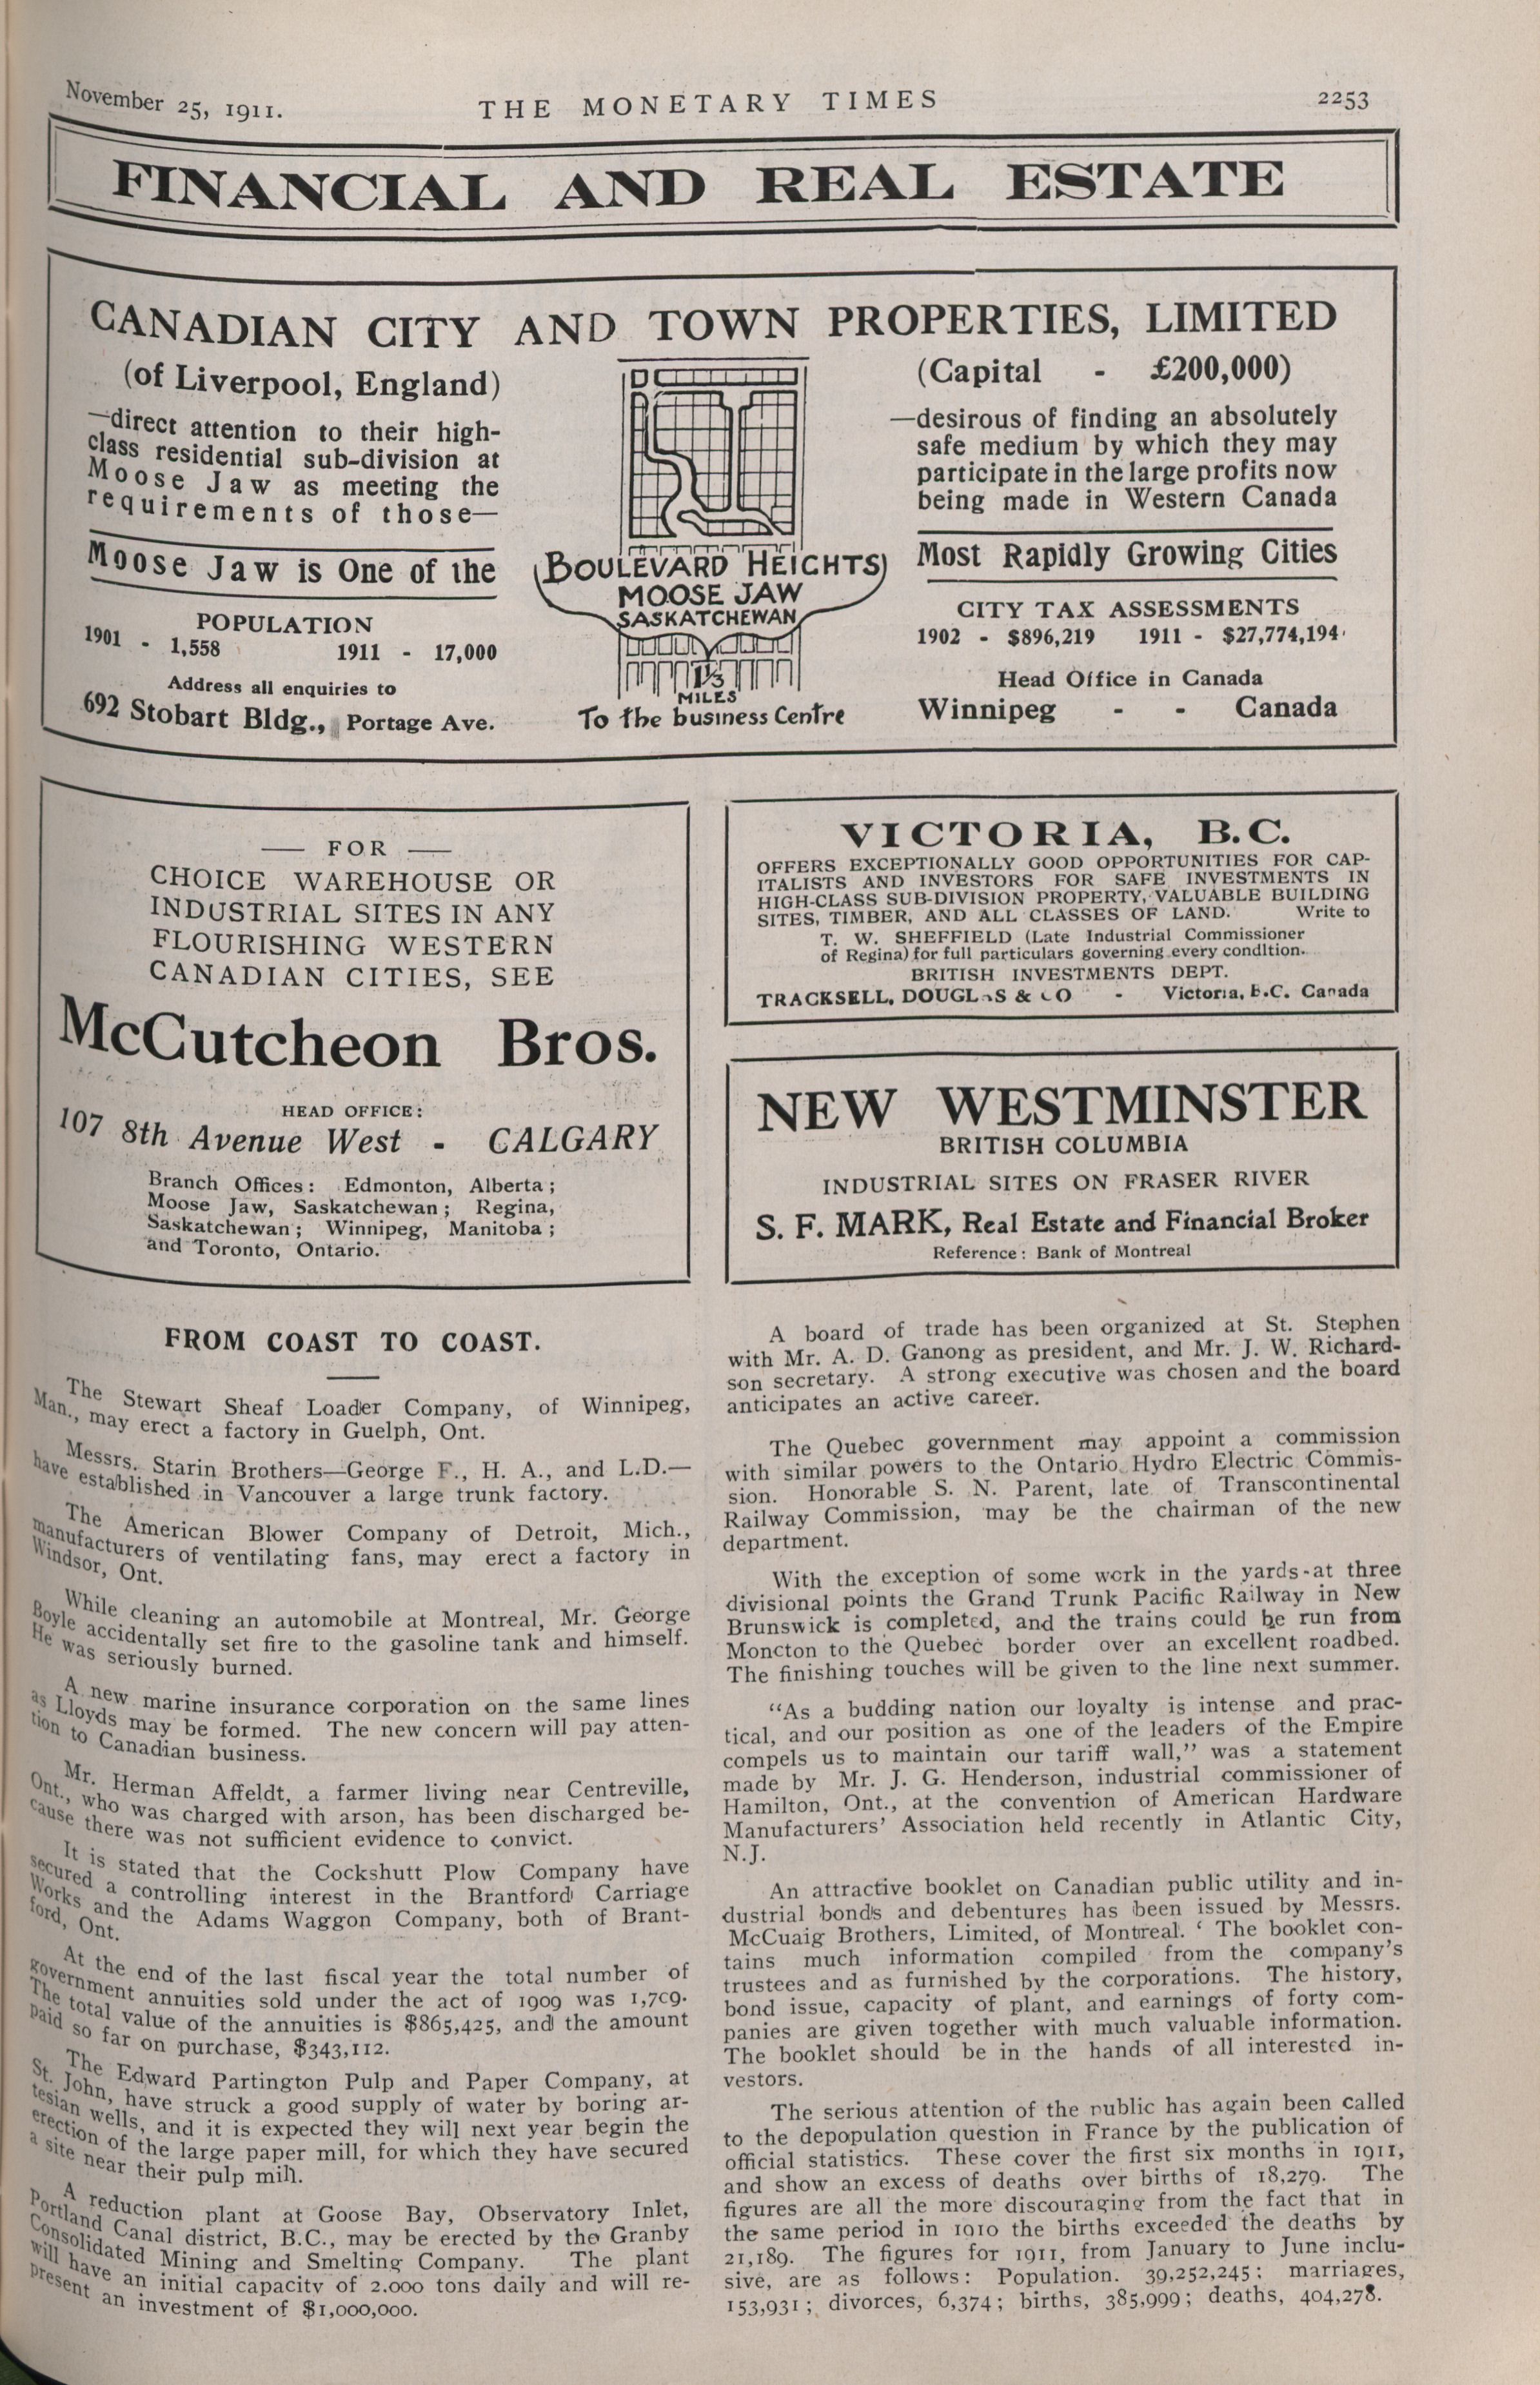 November 25, 1911.
THE MONETARY TIMES
2253
FINANCIAL AND REAL ESTATE
CANADIAN CITY AND TOWN PROPERTIES, LIMITED
(of Liverpool, England)
—direct attention to their high-
class residential sub-division at
Moose Jaw as meeting the
requirements of those—
(Capital - £200,000)
—desirous of finding an absolutely
safe medium by which they may
participate in the large profits now
being made in Western Canada
Moose Jaw is One of the
Most Rapidly Growing Cities
BOULEVARD HEIGHTS
MOOSE JAW
SASKATCHEWAN
1½
MILES
To the business Centre
POPULATION
1901 - 1,558 1911 - 17,000
Address all enquiries to
692 Stobart Bldg., Portage Ave.
CITY TAX ASSESSMENTS
1902 - $896,219 1911 - $27,774,194
Head Office in Canada
Winnipeg - - Canada
— FOR —
CHOICE WAREHOUSE OR
INDUSTRIAL SITES IN ANY
FLOURISHING WESTERN
CANADIAN CITIES, SEE
McCutcheon Bros.
HEAD OFFICE:
107 8th Avenue West - CALGARY
Branch Offices: Edmonton, Alberta;
Moose Jaw, Saskatchewan; Regina,
Saskatchewan; Winnipeg, Manitoba;
and Toronto, Ontario.
VICTORIA, B.C.
OFFERS EXCEPTIONALLY GOOD OPPORTUNITIES FOR CAP-
ITALISTS AND INVESTORS FOR SAFE INVESTMENTS IN
HIGH-CLASS SUB-DIVISION PROPERTY, VALUABLE BUILDING
SITES, TIMBER, AND ALL CLASSES OF LAND. Write to
T. W. SHEFFIELD (Late Industrial Commissioner
of Regina) for full particulars governing every condition.
BRITISH INVESTMENTS DEPT.
TRACKSELL, DOUGLAS & CO - Victoria, B.C. Canada
NEW WESTMINSTER
BRITISH COLUMBIA
INDUSTRIAL SITES ON FRASER RIVER
S. F. MARK, Real Estate and Financial Broker
Reference: Bank of Montreal
FROM COAST TO COAST.
The Stewart Sheaf Loader Company, of Winnipeg,
Man., may erect a factory in Guelph, Ont.
Messrs. Starin Brothers—George F., H. A., and L.D.—
have established in Vancouver a large trunk factory.
The American Blower Company of Detroit, Mich.,
manufacturers of ventilating fans, may erect a factory in
Windsor, Ont.
While cleaning an automobile at Montreal, Mr. George
Boyle accidentally set fire to the gasoline tank and himself.
He was seriously burned.
A new marine insurance corporation on the same lines
as Lloyds may be formed. The new concern will pay atten-
tion to Canadian business.
Mr. Herman Affeldt, a farmer living near Centreville,
Ont., who was charged with arson, has been discharged be-
cause there was not sufficient evidence to convict.
It is stated that the Cockshutt Plow Company have
secured a controlling interest in the Brantford Carriage
Works and the Adams Waggon Company, both of Brant-
ford, Ont.
At the end of the last fiscal year the total number of
government annuities sold under the act of 1909 was 1,709.
The total value of the annuities is $865,425, and the amount
paid so far on purchase, $343,112.
The Edward Partington Pulp and Paper Company, at
St. John, have struck a good supply of water by boring ar-
tesian wells, and it is expected they will next year begin the
erection of the large paper mill, for which they have secured
a site near their pulp mill.
A reduction plant at Goose Bay, Observatory Inlet,
Portland Canal district, B.C., may be erected by the Granby
Consolidated Mining and Smelting Company. The plant
will have an initial capacity of 2,000 tons daily and will re-
present an investment of $1,000,000.
A board of trade has been organized at St. Stephen
with Mr. A. D. Ganong as president, and Mr. J. W. Richard-
son secretary. A strong executive was chosen and the board
anticipates an active career.
The Quebec government may appoint a commission
with similar powers to the Ontario Hydro Electric Commis-
sion. Honorable S. N. Parent, late of Transcontinental
Railway Commission, may be the chairman of the new
department.
With the exception of some work in the yards at three
divisional points the Grand Trunk Pacific Railway in New
Brunswick is completed, and the trains could be run from
Moncton to the Quebec border over an excellent roadbed.
The finishing touches will be given to the line next summer.
"As a budding nation our loyalty is intense and prac-
tical, and our position as one of the leaders of the Empire
compels us to maintain our tariff wall," was a statement
made by Mr. J. G. Henderson, industrial commissioner of
Hamilton, Ont., at the convention of American Hardware
Manufacturers' Association held recently in Atlantic City,
N.J.
An attractive booklet on Canadian public utility and in-
dustrial bonds and debentures has been issued by Messrs.
McCuaig Brothers, Limited, of Montreal. ' The booklet con-
tains much information compiled from the company's
trustees and as furnished by the corporations. The history,
bond issue, capacity of plant, and earnings of forty com-
panies are given together with much valuable information.
The booklet should be in the hands of all interested in-
vestors.
The serious attention of the public has again been called
to the depopulation question in France by the publication of
official statistics. These cover the first six months in 1911,
and show an excess of deaths over births of 18,279. The
figures are all the more discouraging from the fact that in
the same period in 1910 the births exceeded the deaths by
21,189. The figures for 1911, from January to June inclu-
sive, are as follows: Population. 39,252,245; marriages,
153,931; divorces, 6,374; births, 385,999; deaths, 404,278.